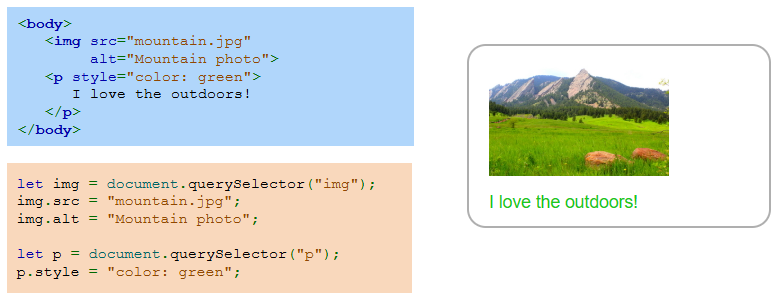 <body>
<img src="mountain.jpg"
alt="Mountain photo">
<p style="color: green">
I love the outdoors!
</p>
</body>
let img = document.querySelector("img");
img.src = "mountain.jpg";
img.alt = "Mountain photo";
let p = document.querySelector("p");
p.style = "color: green";
I love the outdoors!